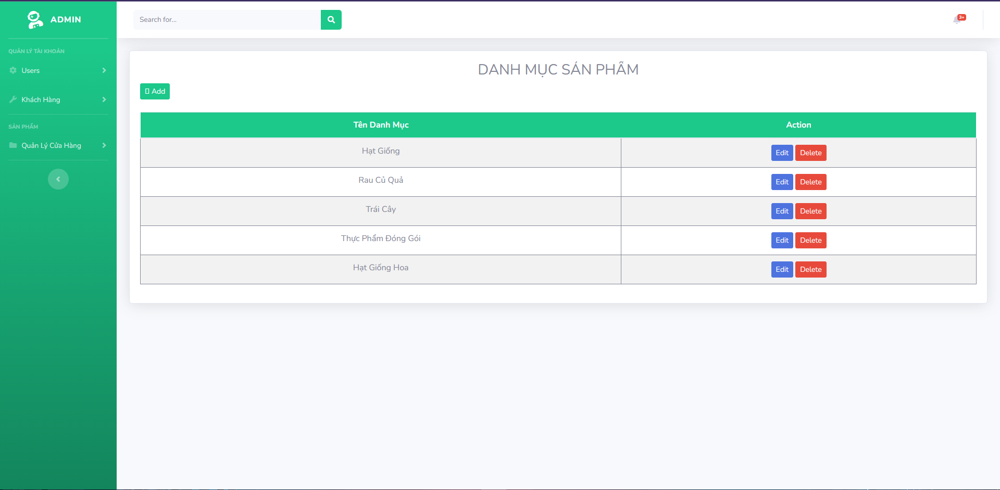 ADMIN
Search for...
3+
QUẢN LÝ TÀI KHOẢN
Users
Khách Hàng
SẢN PHẨM
Quản Lý Cửa Hàng
DANH MỤC SẢN PHẨM
Add
Tên Danh Mục Action
Hạt Giống Edit Delete
Rau Củ Quả Edit Delete
Trái Cây Edit Delete
Thực Phẩm Đóng Gói Edit Delete
Hạt Giống Hoa Edit Delete